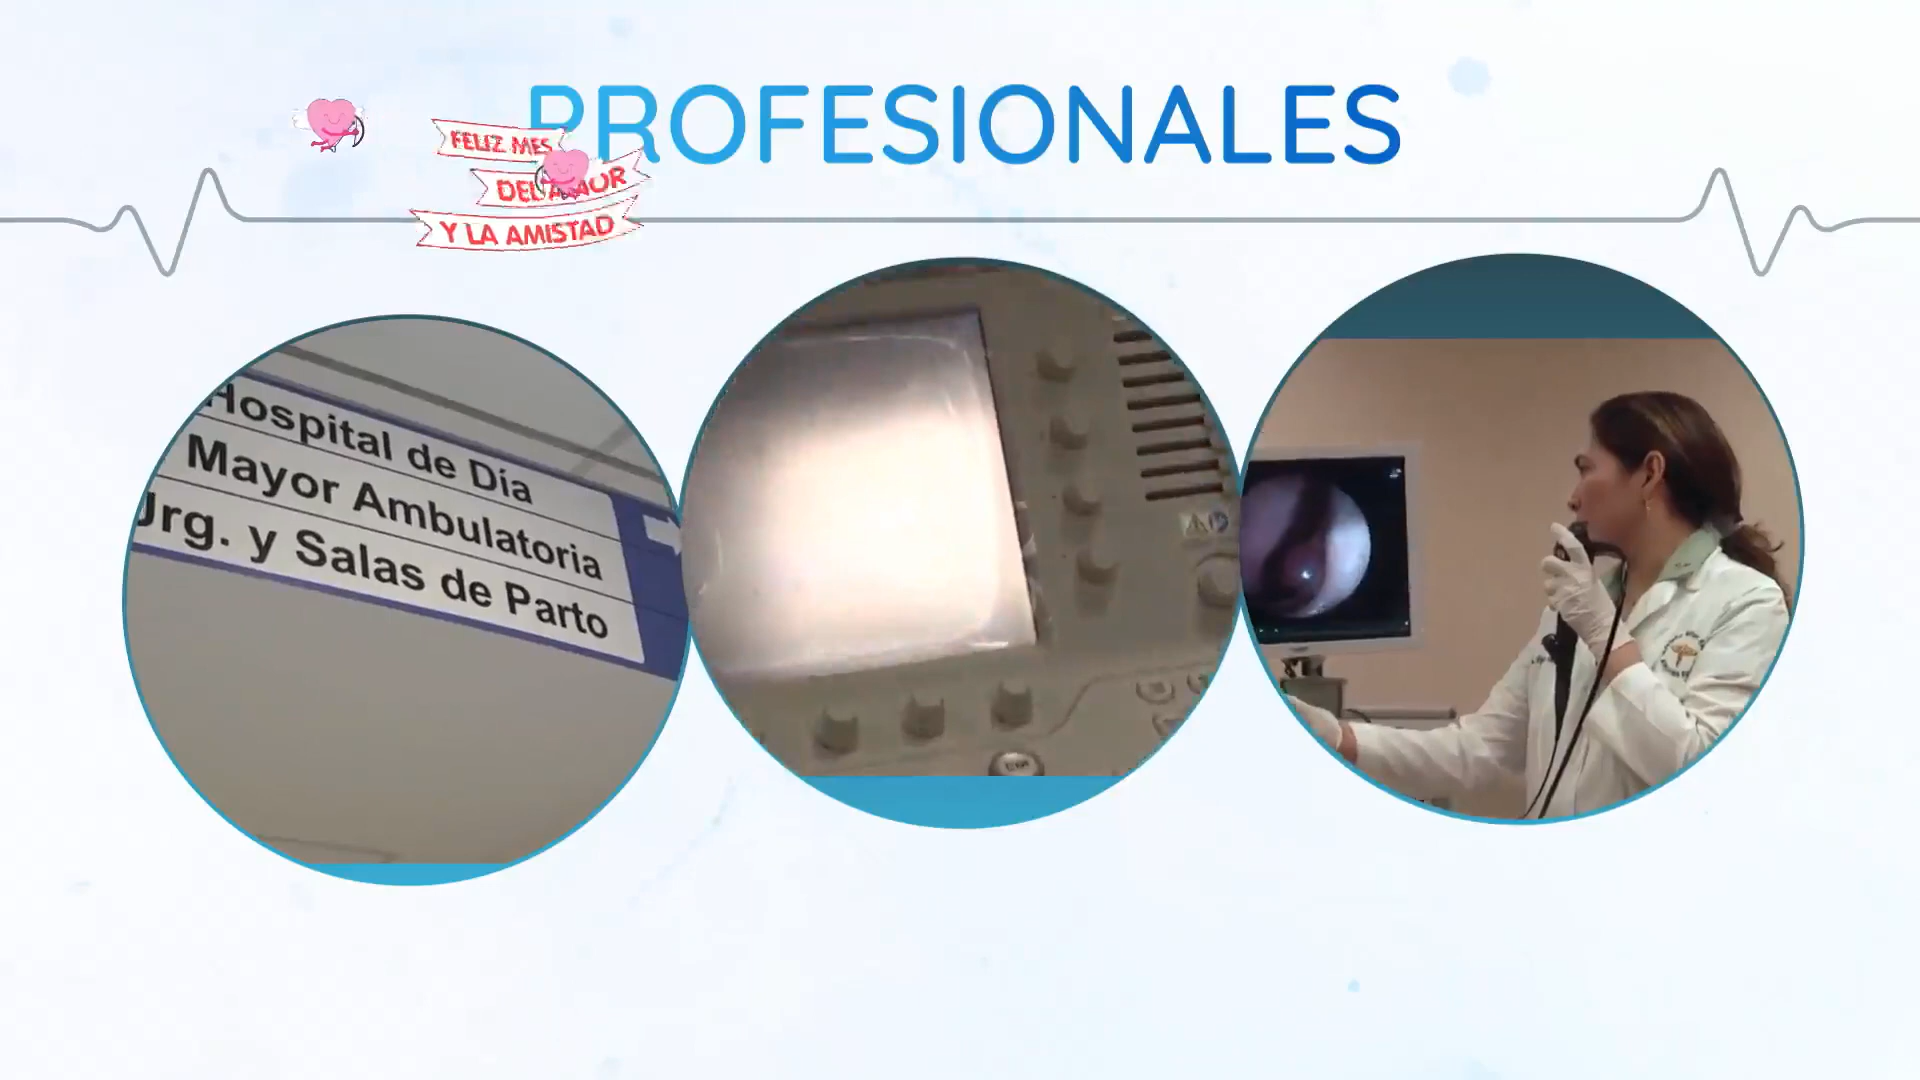 PROFESIONALES
FELIZ MES
DEL AMOR
Y LA AMISTAD
Hospital de Día
Mayor Ambulatoria
Urg. y Salas de Parto